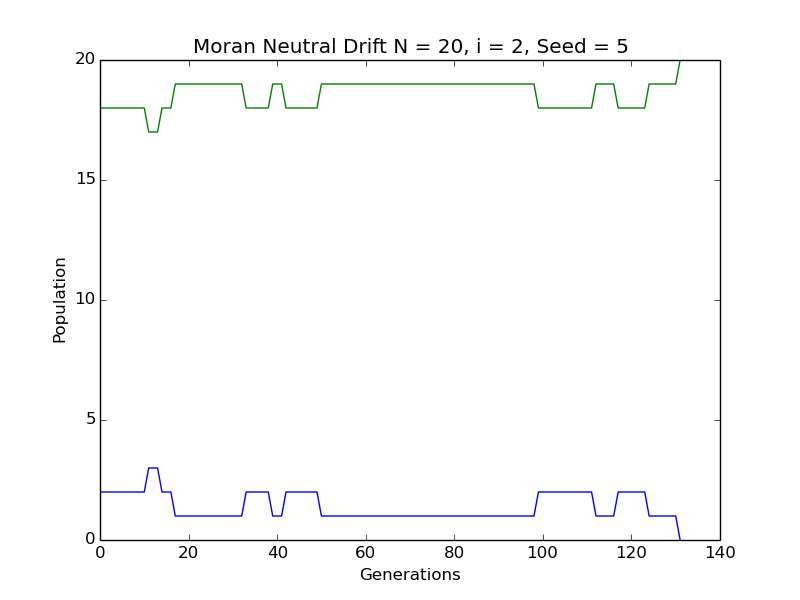 Moran Neutral Drift N = 20, i = 2, Seed = 5
20
15
10
5
0
Population
0 20 40 60 80 100 120 140
Generations